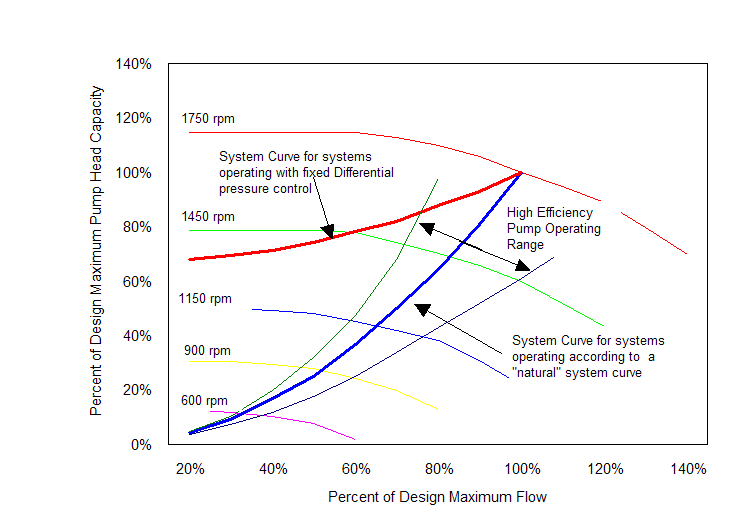 140%
120%
100%
80%
60%
40%
20%
0%
Percent of Design Maximum Pump Head Capacity
1750 rpm
System Curve for systems
operating with fixed Differential
pressure control
1450 rpm
High Efficiency
Pump Operating
Range
1150 rpm
System Curve for systems
operating according to a
"natural" system curve
900 rpm
600 rpm
20% 40% 60% 80% 100% 120% 140%
Percent of Design Maximum Flow